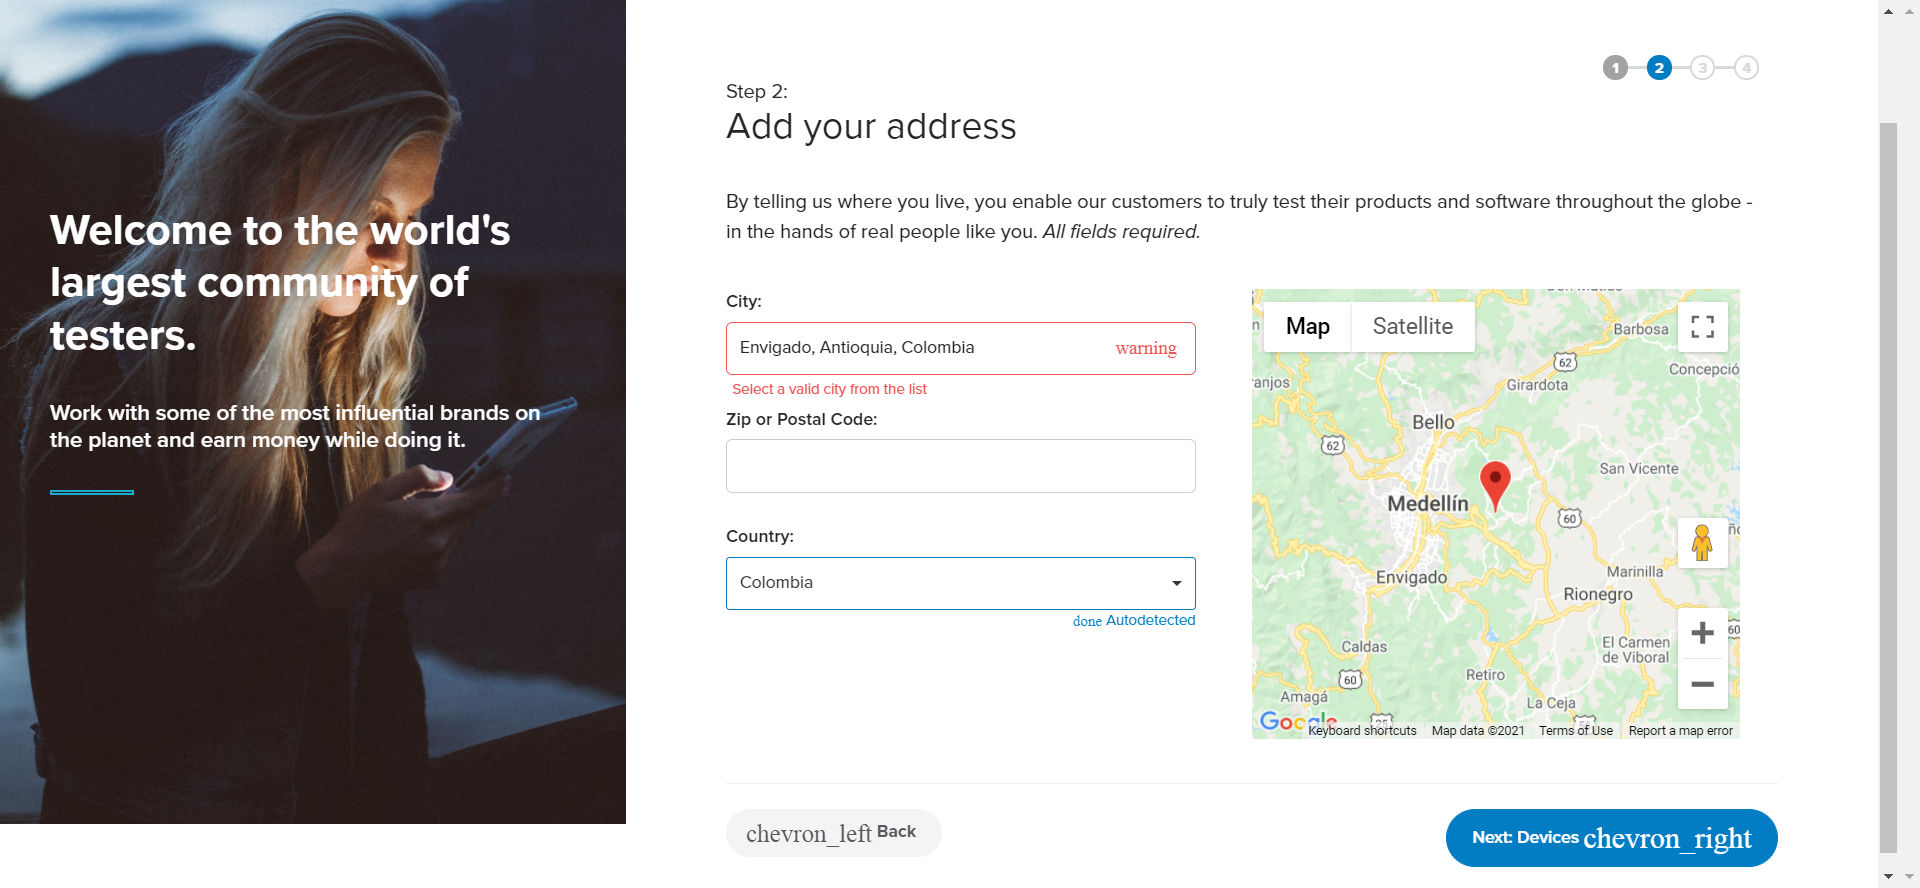 Welcome to the world's
largest community of
testers.
Work with some of the most influential brands on
the planet and earn money while doing it.
1 2 3 4
Step 2:
Add your address
By telling us where you live, you enable our customers to truly test their products and software throughout the globe -
in the hands of real people like you. All fields required.
City:
Envigado, Antioquia, Colombia warning
Select a valid city from the list
Zip or Postal Code:
Country:
Colombia
done Autodetected
Map Satellite
Barbosa
62
Concepció
anjos
Girardota
Bello
62
San Vicente
Medellín
60
Envigado
Marinilla
Rionegro
60
El Carmen
de Viboral
Caldas
60
Retiro
Amagá
La Ceja
Google
Keyboard shortcuts Map data ©2021 Terms of Use Report a map error
chevron_left Back
Next: Devices chevron_right